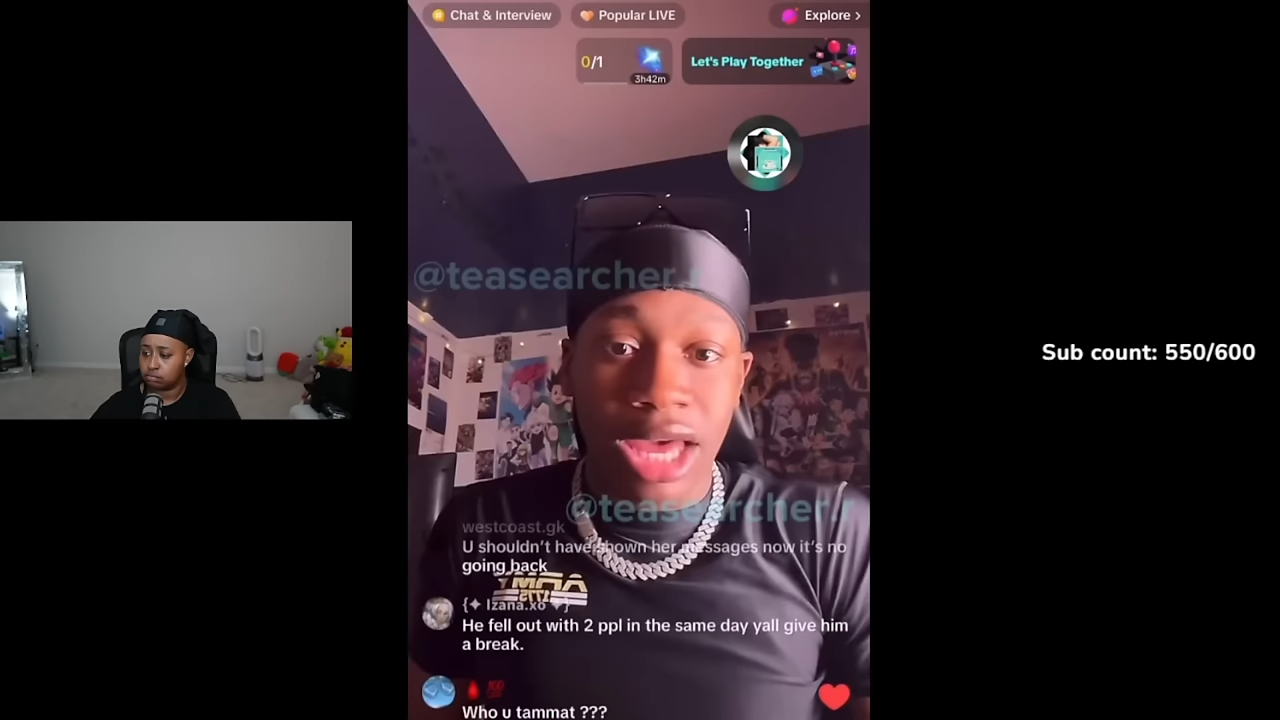 Chat & Interview
Popular LIVE
Explore >
0/1
3h42m
Let's Play Together
@teasearcher.r
Sub count: 550/600
@teasearcher.r
westcoast.gk
U shouldn't have shown her messages now it's no
going back
ARMY
1775
{✦ Izana.xo ✦}
He fell out with 2 ppl in the same day yall give him
a break.
💯
Who u tammat ???